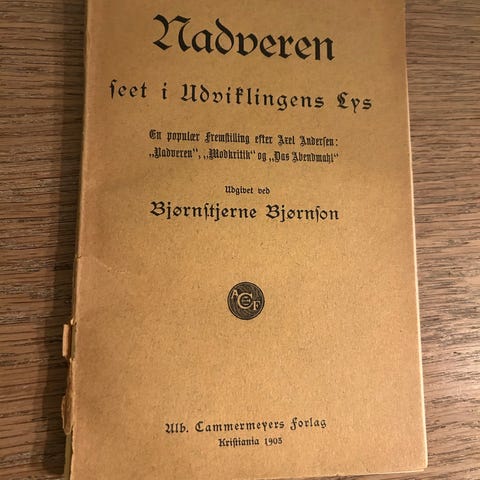 Nadveren
seet i Udviklingens Lys
En populær Fremstilling efter Axel Andersen:
„Nadveren“, „Modkritik“ og „Das Abendmahl“
Udgivet ved
Bjørnstjerne Bjørnson
A C F
Alb. Cammermeyers Forlag
Kristiania 1903